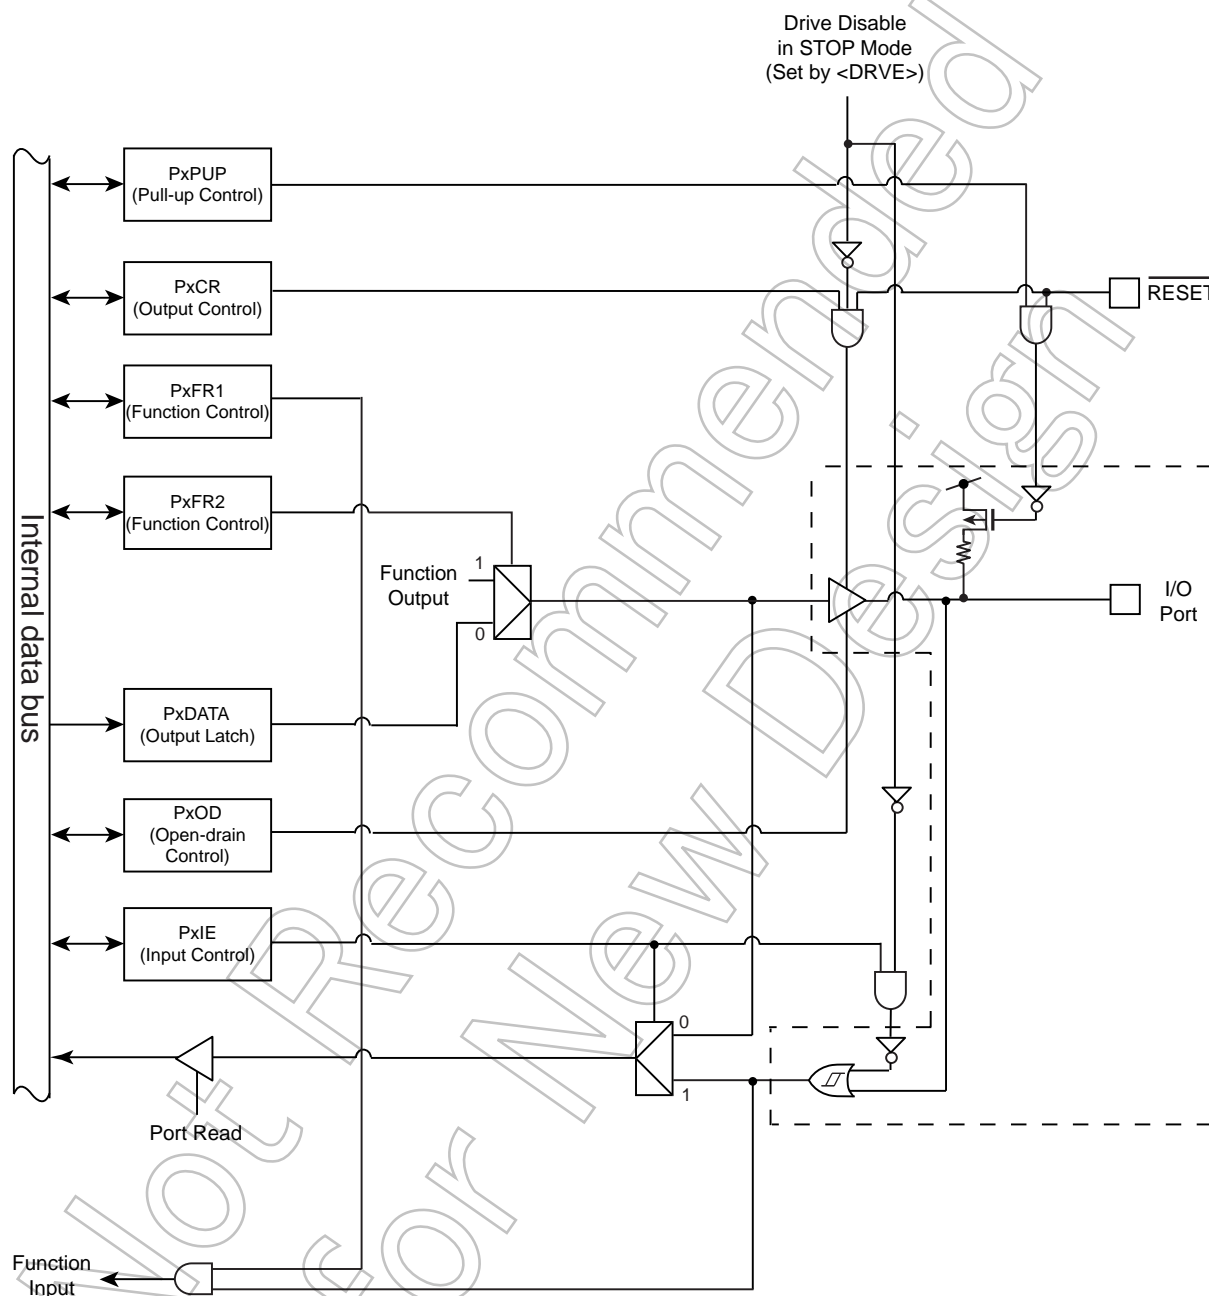 Drive Disable
in STOP Mode
(Set by <DRVE>)
PxPUP
(Pull-up Control)
PxCR
(Output Control)
RESET
PxFR1
(Function Control)
PxFR2
(Function Control)
Internal data bus
1
Function
Output
0
I/O
Port
PxDATA
(Output Latch)
PxOD
(Open-drain
Control)
PxIE
(Input Control)
0
1
Port Read
Function
Input
Not Recommended
for New Design